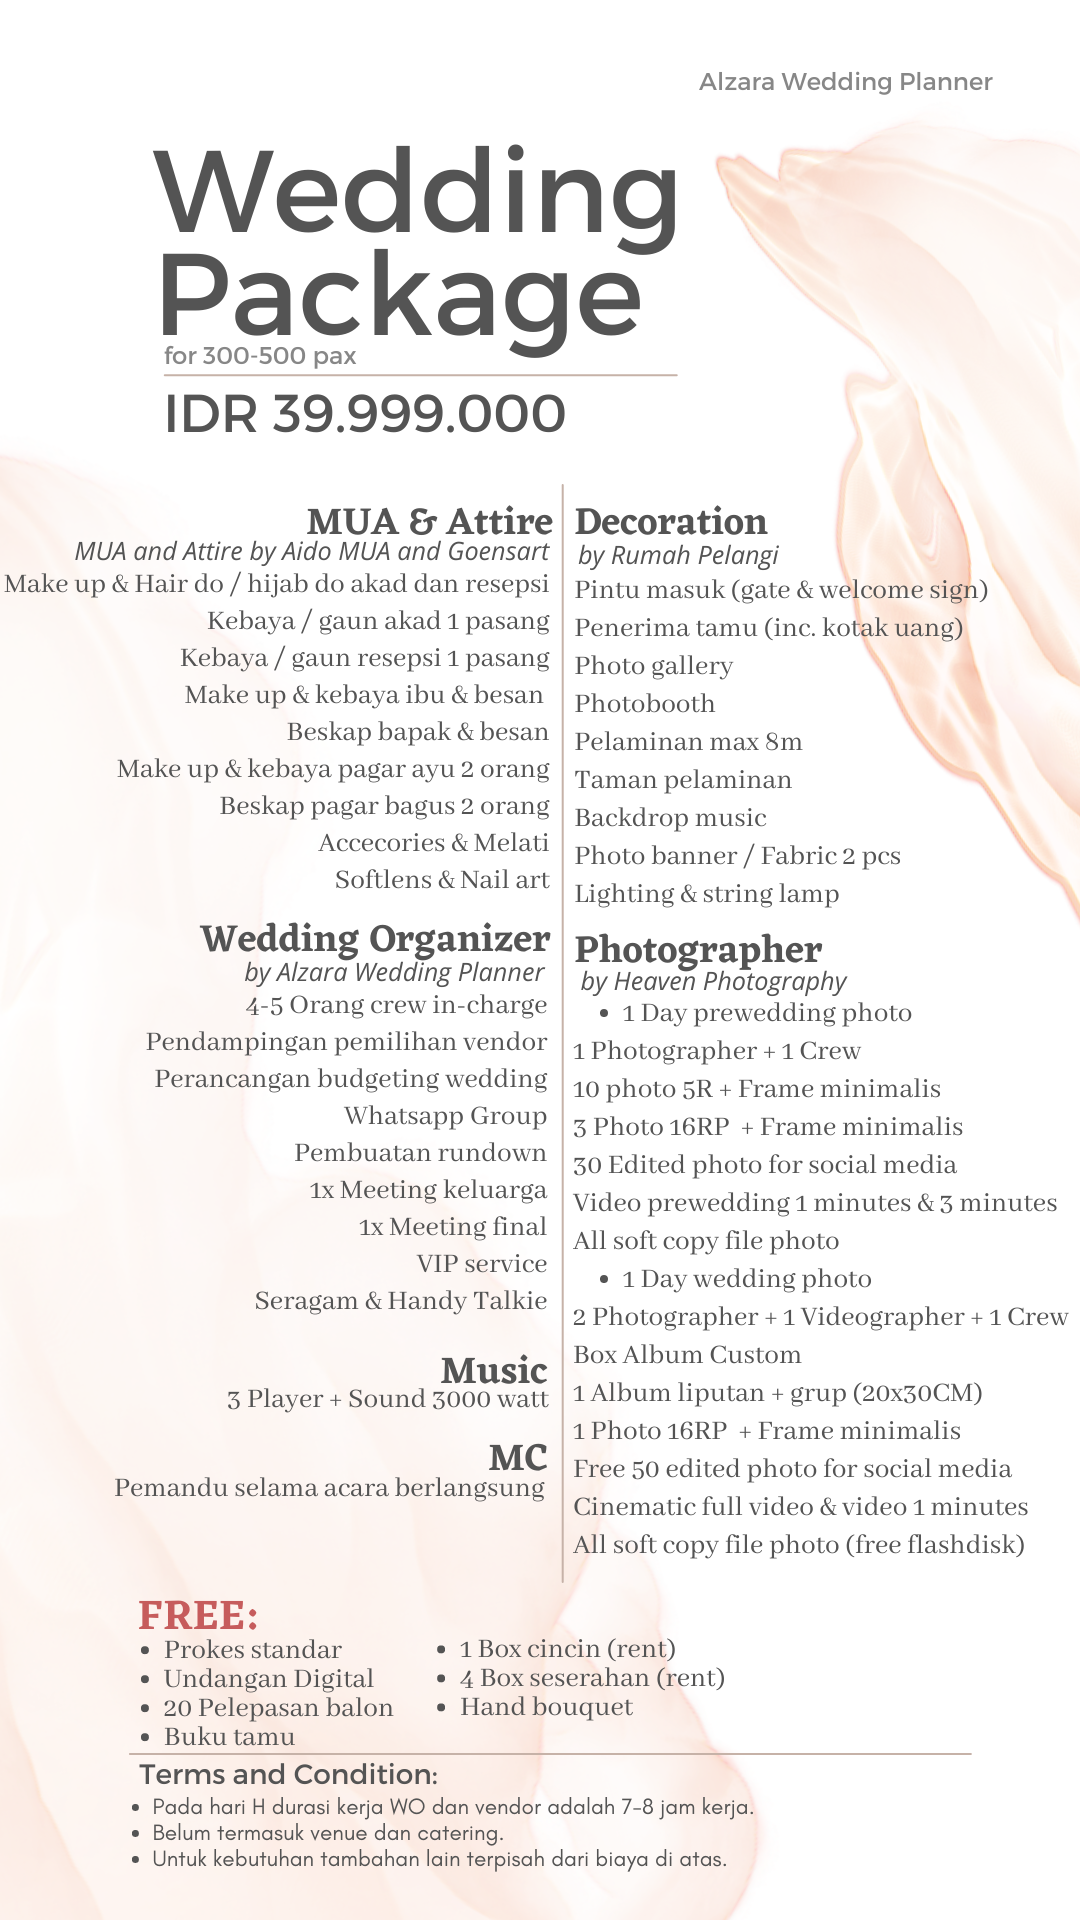 Alzara Wedding Planner
Wedding
Package
for 300-500 pax
IDR 39.999.000
MUA & Attire
MUA and Attire by Aido MUA and Goensart
Make up & Hair do / hijab do akad dan resepsi
Kebaya / gaun akad 1 pasang
Kebaya / gaun resepsi 1 pasang
Make up & kebaya ibu & besan
Beskap bapak & besan
Make up & kebaya pagar ayu 2 orang
Beskap pagar bagus 2 orang
Accecories & Melati
Softlens & Nail art
Wedding Organizer
by Alzara Wedding Planner
4-5 Orang crew in-charge
Pendampingan pemilihan vendor
Perancangan budgeting wedding
Whatsapp Group
Pembuatan rundown
1x Meeting keluarga
1x Meeting final
VIP service
Seragam & Handy Talkie
Music
3 Player + Sound 3000 watt
MC
Pemandu selama acara berlangsung
Decoration
by Rumah Pelangi
Pintu masuk (gate & welcome sign)
Penerima tamu (inc. kotak uang)
Photo gallery
Photobooth
Pelaminan max 8m
Taman pelaminan
Backdrop music
Photo banner / Fabric 2 pcs
Lighting & string lamp
Photographer
by Heaven Photography
• 1 Day prewedding photo
1 Photographer + 1 Crew
10 photo 5R + Frame minimalis
3 Photo 16RP + Frame minimalis
30 Edited photo for social media
Video prewedding 1 minutes & 3 minutes
All soft copy file photo
• 1 Day wedding photo
2 Photographer + 1 Videographer + 1 Crew
Box Album Custom
1 Album liputan + grup (20x30CM)
1 Photo 16RP + Frame minimalis
Free 50 edited photo for social media
Cinematic full video & video 1 minutes
All soft copy file photo (free flashdisk)
FREE:
• Prokes standar
• Undangan Digital
• 20 Pelepasan balon
• Buku tamu
• 1 Box cincin (rent)
• 4 Box seserahan (rent)
• Hand bouquet
Terms and Condition:
• Pada hari H durasi kerja WO dan vendor adalah 7-8 jam kerja.
• Belum termasuk venue dan catering.
• Untuk kebutuhan tambahan lain terpisah dari biaya di atas.